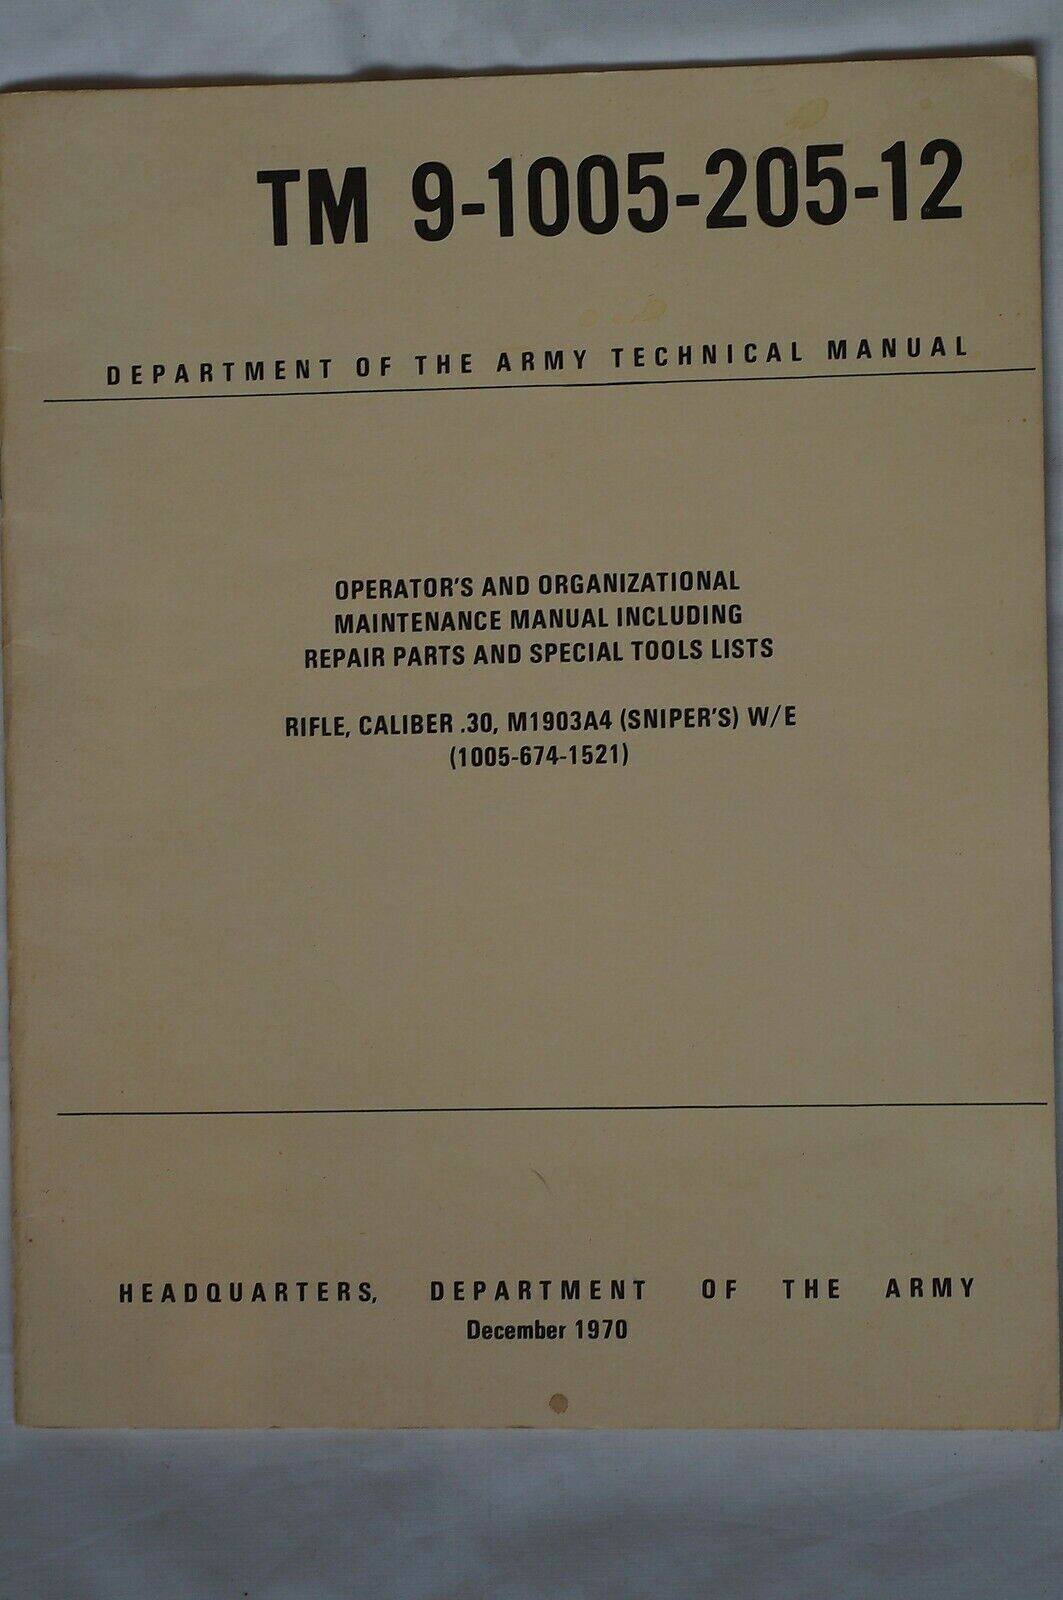 TM 9-1005-205-12
DEPARTMENT OF THE ARMY TECHNICAL MANUAL
OPERATOR'S AND ORGANIZATIONAL
MAINTENANCE MANUAL INCLUDING
REPAIR PARTS AND SPECIAL TOOLS LISTS
RIFLE, CALIBER .30, M1903A4 (SNIPER'S) W/E
(1005-674-1521)
HEADQUARTERS, DEPARTMENT OF THE ARMY
December 1970